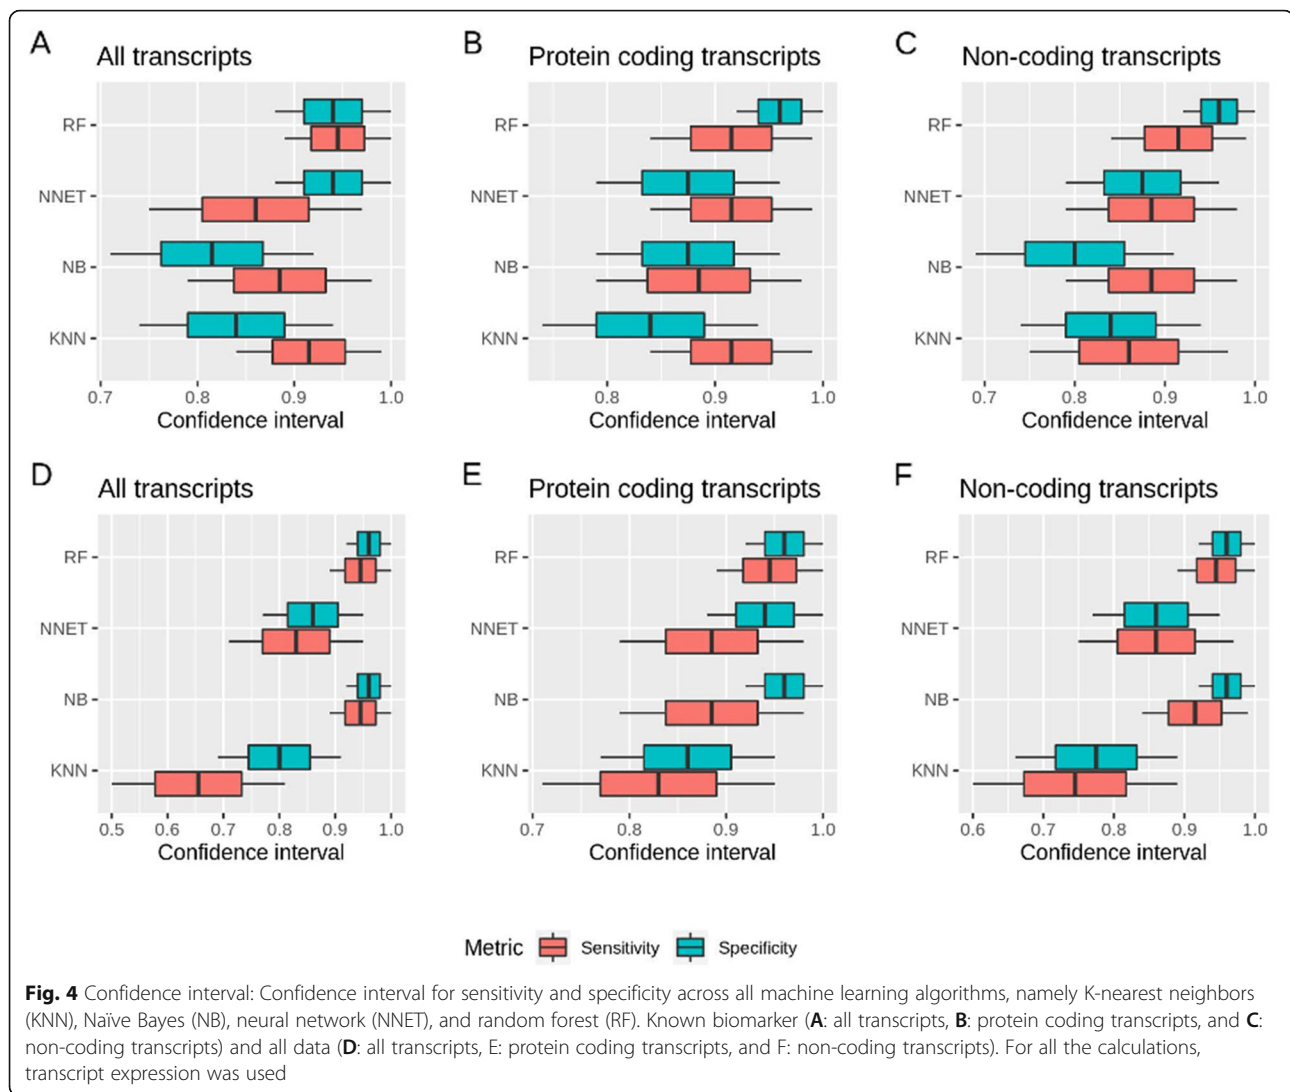 A
All transcripts
RF
NNET
NB
KNN
0.7 0.8 0.9 1.0
Confidence interval
B
Protein coding transcripts
RF
NNET
NB
KNN
0.8 0.9 1.0
Confidence interval
C
Non-coding transcripts
RF
NNET
NB
KNN
0.7 0.8 0.9 1.0
Confidence interval
D
All transcripts
RF
NNET
NB
KNN
0.5 0.6 0.7 0.8 0.9 1.0
Confidence interval
E
Protein coding transcripts
RF
NNET
NB
KNN
0.7 0.8 0.9 1.0
Confidence interval
F
Non-coding transcripts
RF
NNET
NB
KNN
0.6 0.7 0.8 0.9 1.0
Confidence interval
Metric Sensitivity Specificity
Fig. 4 Confidence interval: Confidence interval for sensitivity and specificity across all machine learning algorithms, namely K-nearest neighbors
(KNN), Naïve Bayes (NB), neural network (NNET), and random forest (RF). Known biomarker (A: all transcripts, B: protein coding transcripts, and C:
non-coding transcripts) and all data (D: all transcripts, E: protein coding transcripts, and F: non-coding transcripts). For all the calculations,
transcript expression was used